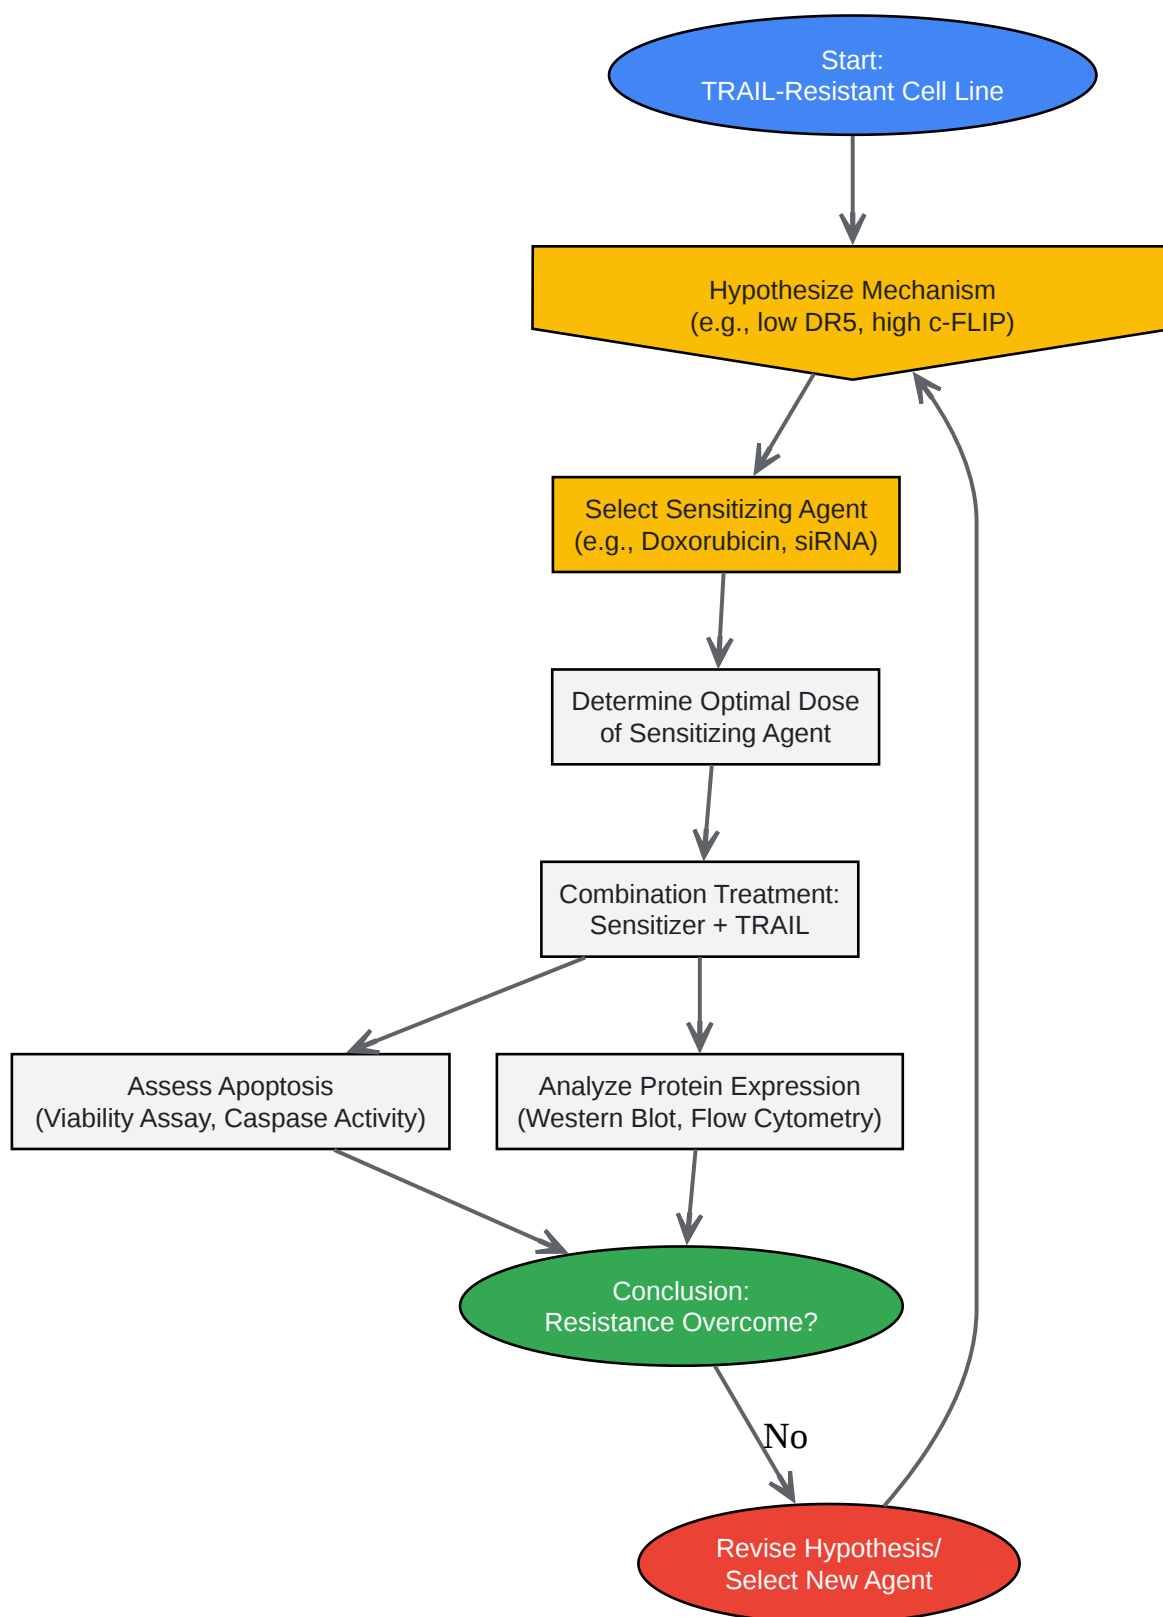 Start:
TRAIL-Resistant Cell Line
Hypothesize Mechanism
(e.g., low DR5, high c-FLIP)
Select Sensitizing Agent
(e.g., Doxorubicin, siRNA)
Determine Optimal Dose
of Sensitizing Agent
Combination Treatment:
Sensitizer + TRAIL
Assess Apoptosis
(Viability Assay, Caspase Activity)
Analyze Protein Expression
(Western Blot, Flow Cytometry)
Conclusion:
Resistance Overcome?
No
Revise Hypothesis/
Select New Agent